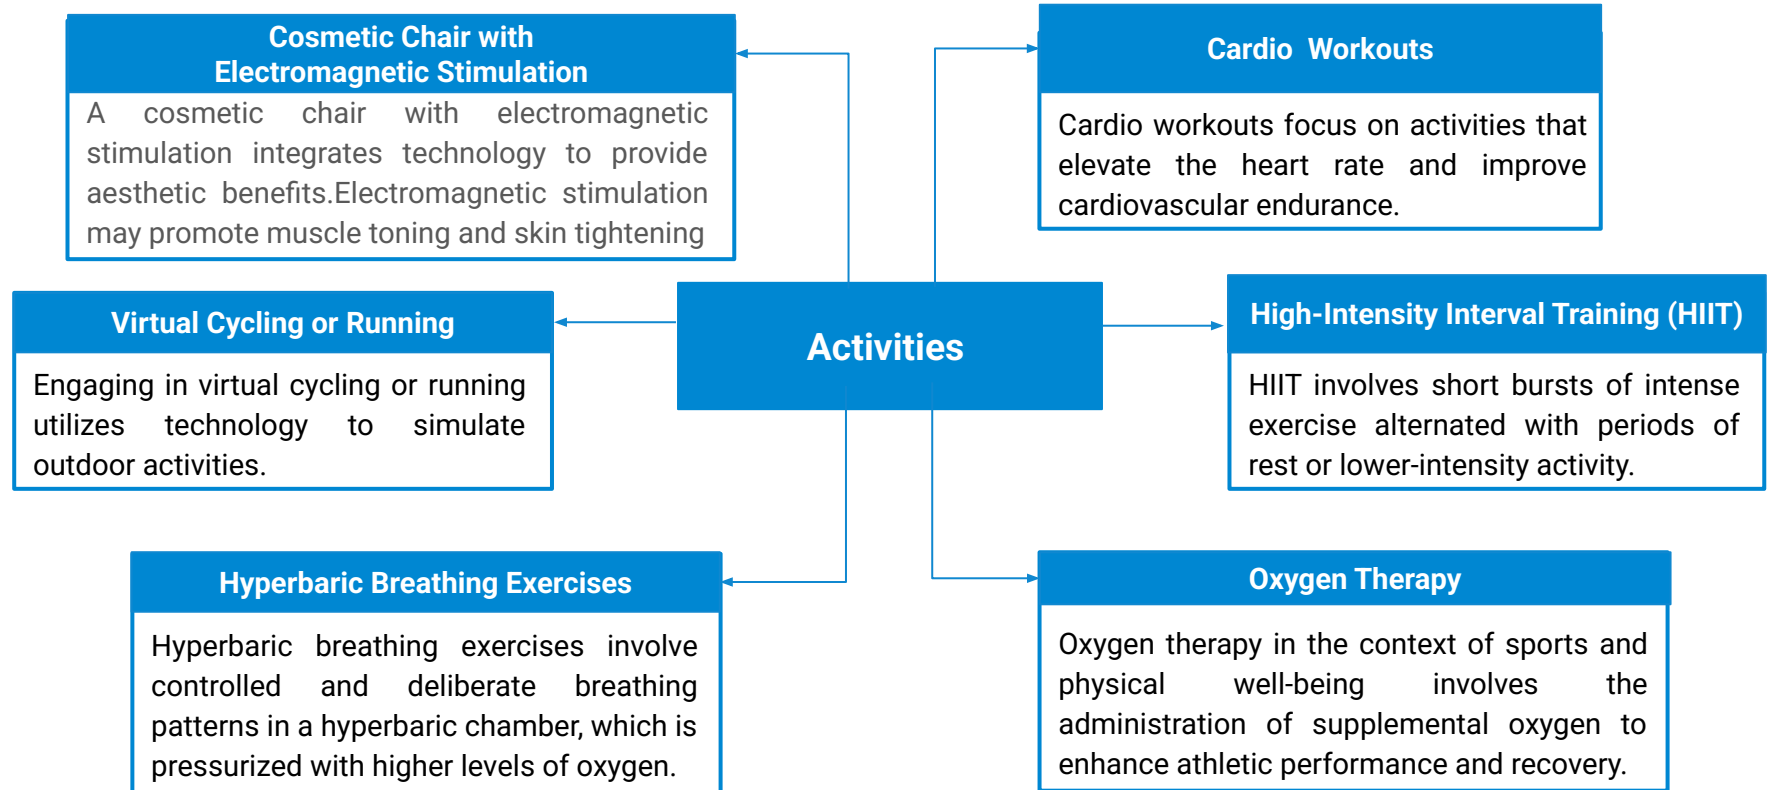 Cosmetic Chair with
Electromagnetic Stimulation
A cosmetic chair with electromagnetic
stimulation integrates technology to provide
aesthetic benefits.Electromagnetic stimulation
may promote muscle toning and skin tightening
Cardio Workouts
Cardio workouts focus on activities that
elevate the heart rate and improve
cardiovascular endurance.
Virtual Cycling or Running
Engaging in virtual cycling or running
utilizes technology to simulate
outdoor activities.
Activities
High-Intensity Interval Training (HIIT)
HIIT involves short bursts of intense
exercise alternated with periods of
rest or lower-intensity activity.
Hyperbaric Breathing Exercises
Hyperbaric breathing exercises involve
controlled and deliberate breathing
patterns in a hyperbaric chamber, which is
pressurized with higher levels of oxygen.
Oxygen Therapy
Oxygen therapy in the context of sports and
physical well-being involves the
administration of supplemental oxygen to
enhance athletic performance and recovery.